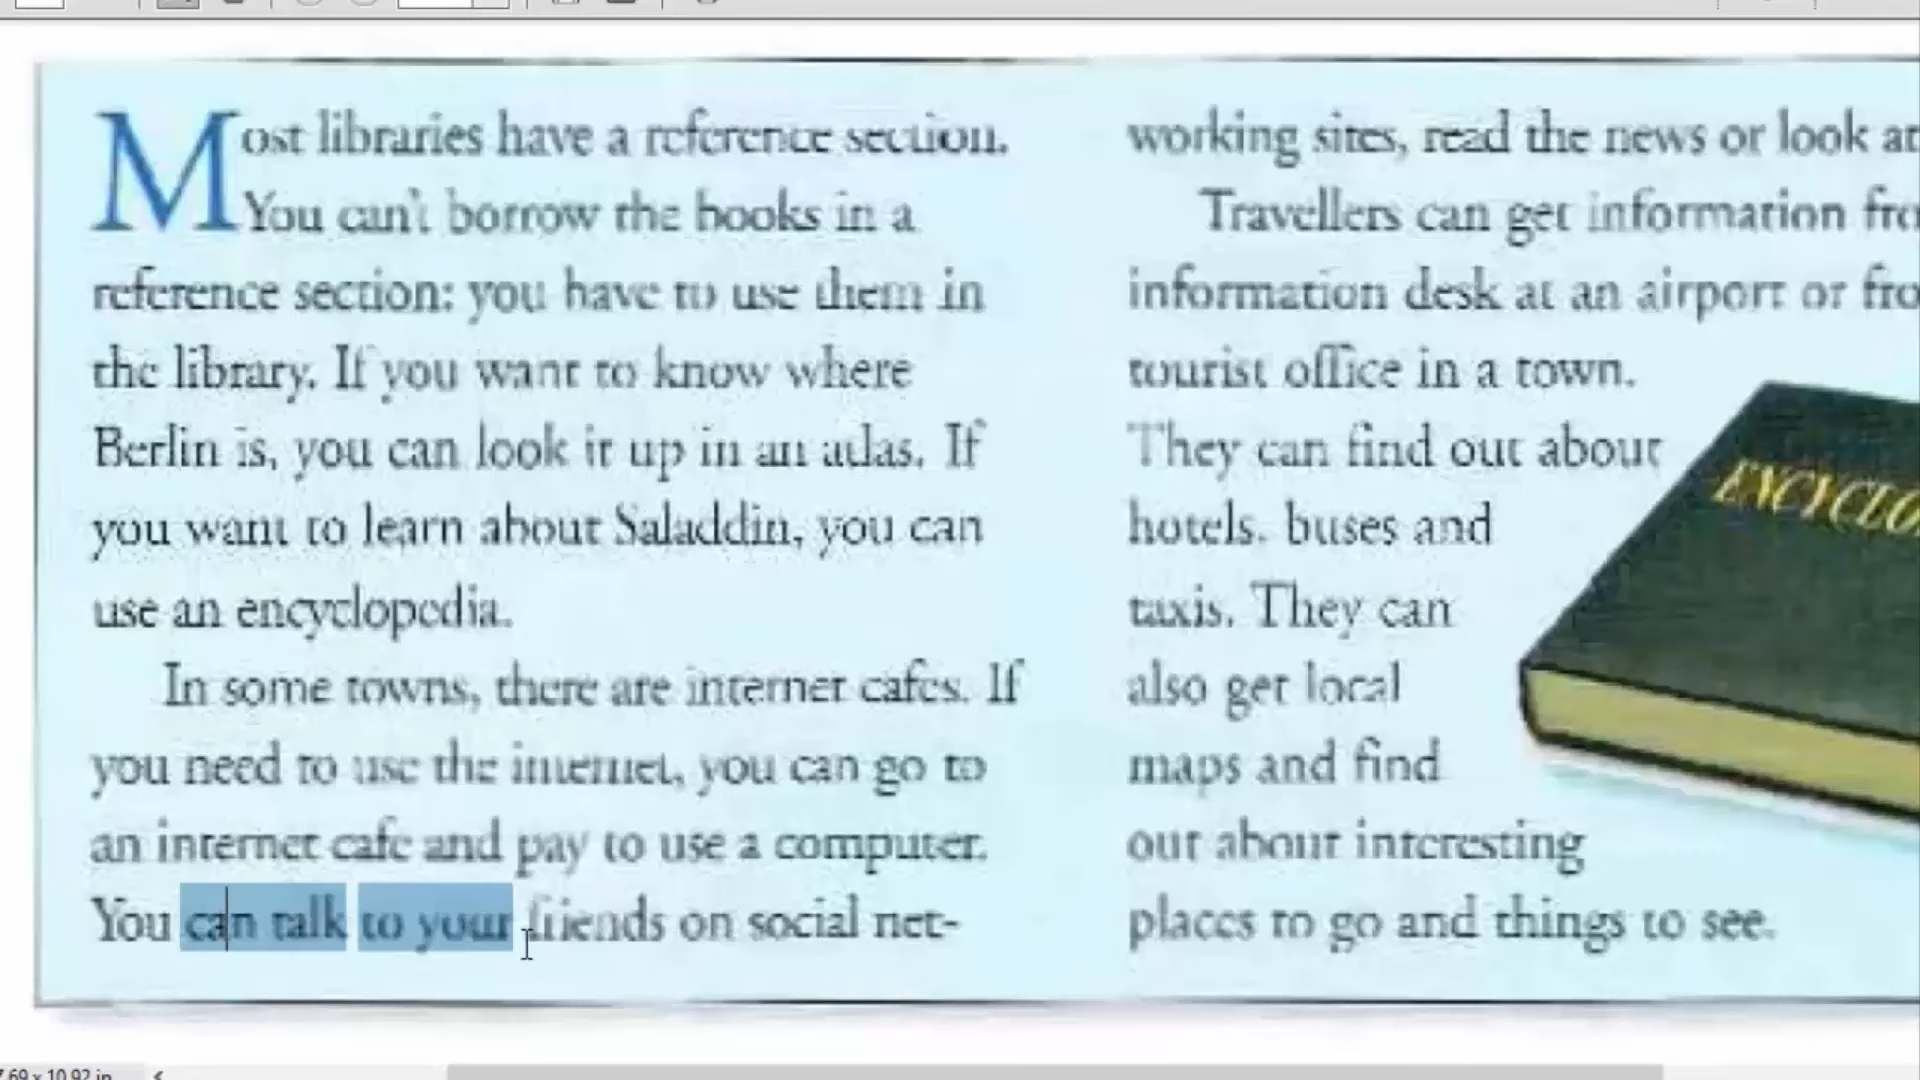 Most libraries have a reference section.
You can't borrow the books in a
reference section: you have to use them in
the library. If you want to know where
Berlin is, you can look it up in an atlas. If
you want to learn about Saladdin, you can
use an encyclopedia.
In some towns, there are internet cafes. If
you need to use the internet, you can go to
an internet cafe and pay to use a computer.
You can talk to your friends on social net-
working sites, read the news or look at
Travellers can get information
information desk at an airport or
tourist office in a town.
They can find out about
hotels, buses and
taxis. They can
also get local
maps and find
out about interesting
places to go and things to see.
ENCYCLO
7.69 x 10.92 in